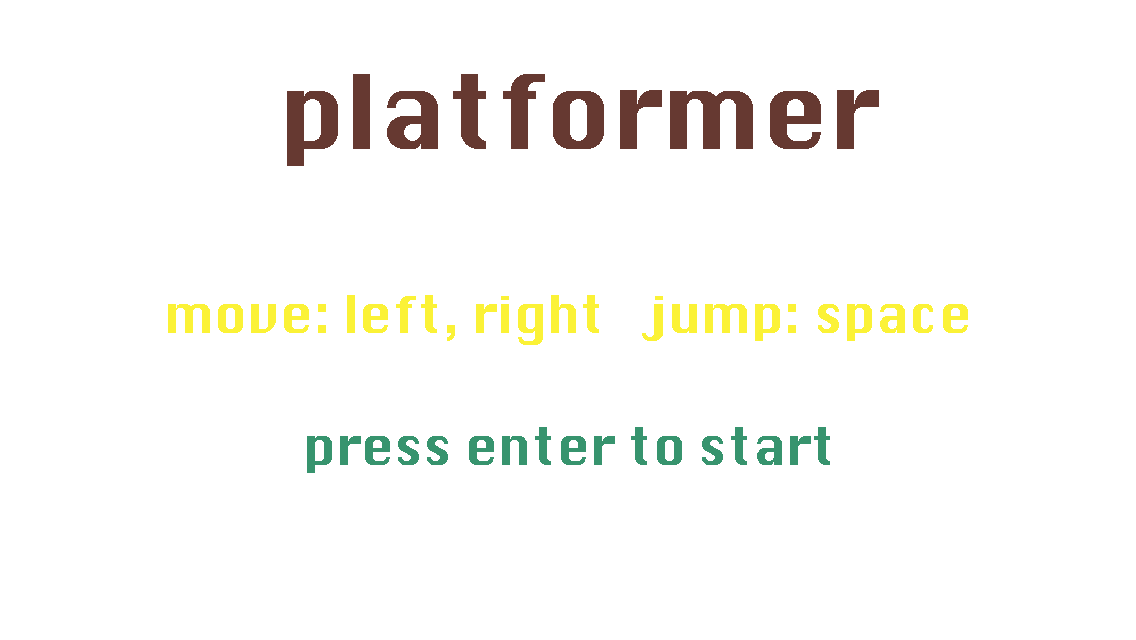 platformer
move: left, right   jump: space
press enter to start